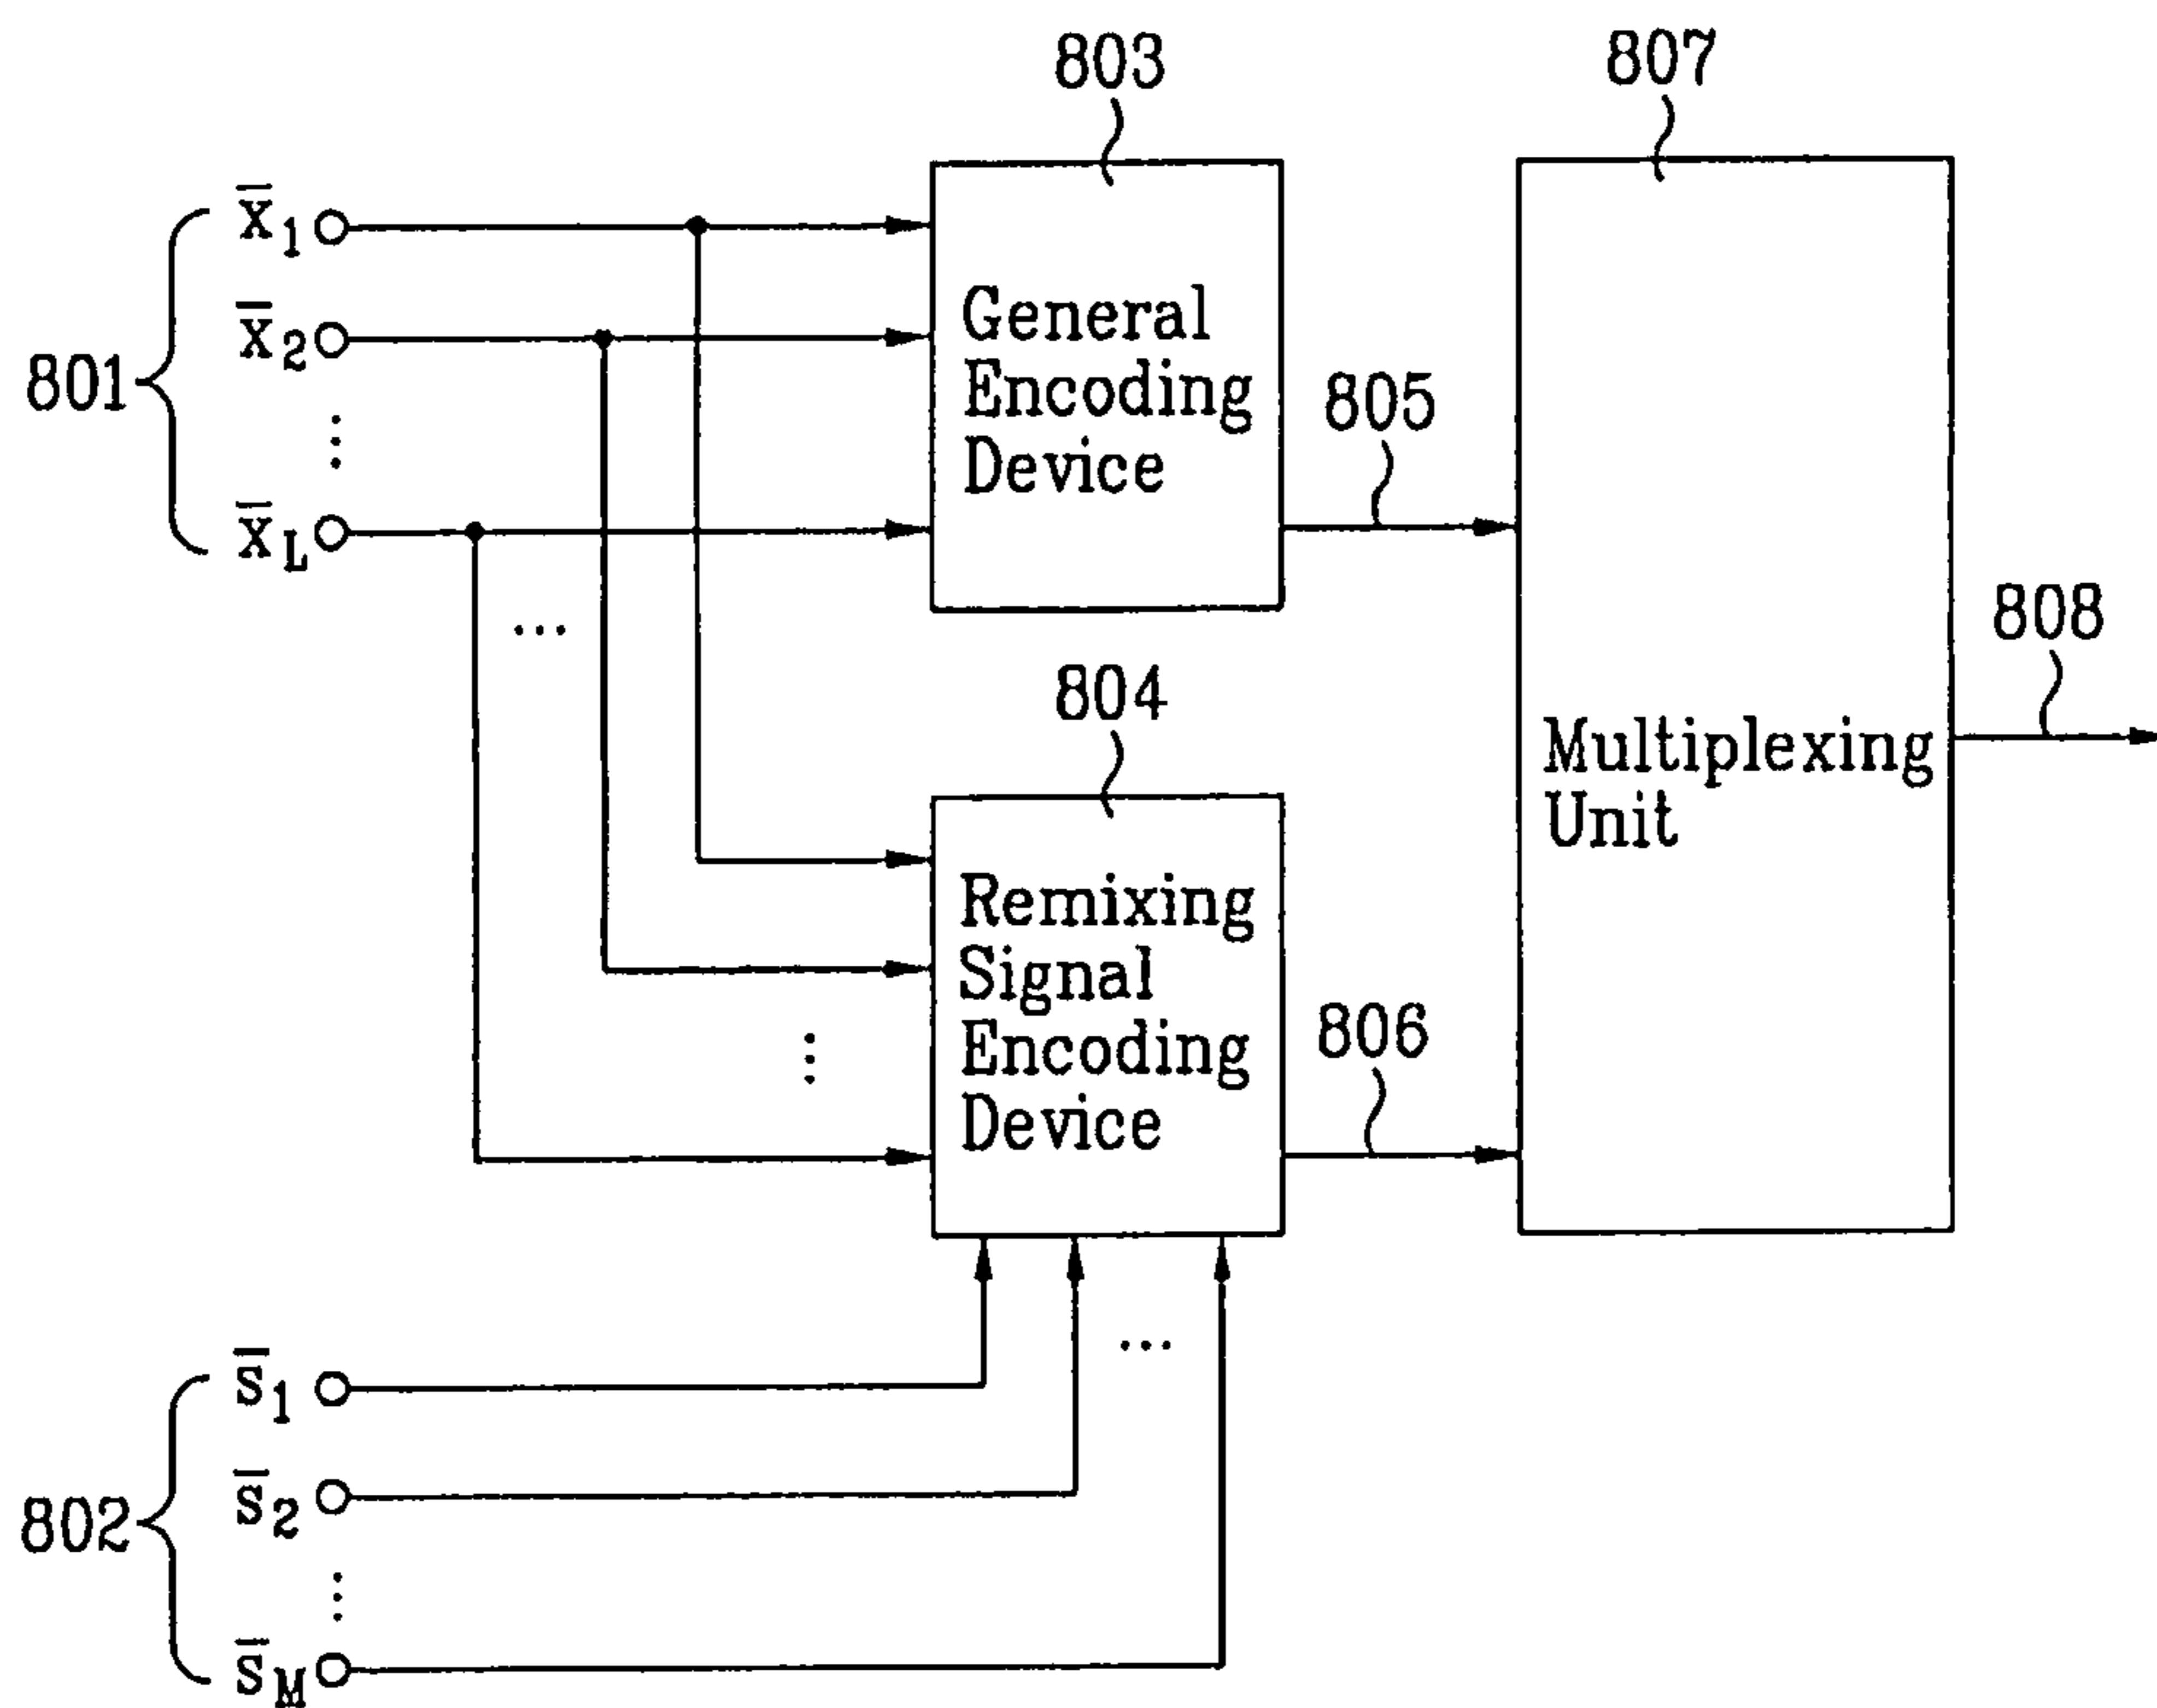 803
807
x̄1
x̄2
801
x̄L
General
Encoding
Device
805
808
804
Multiplexing
Unit
Remixing
Signal
Encoding
Device
806
s̄1
s̄2
802
s̄M